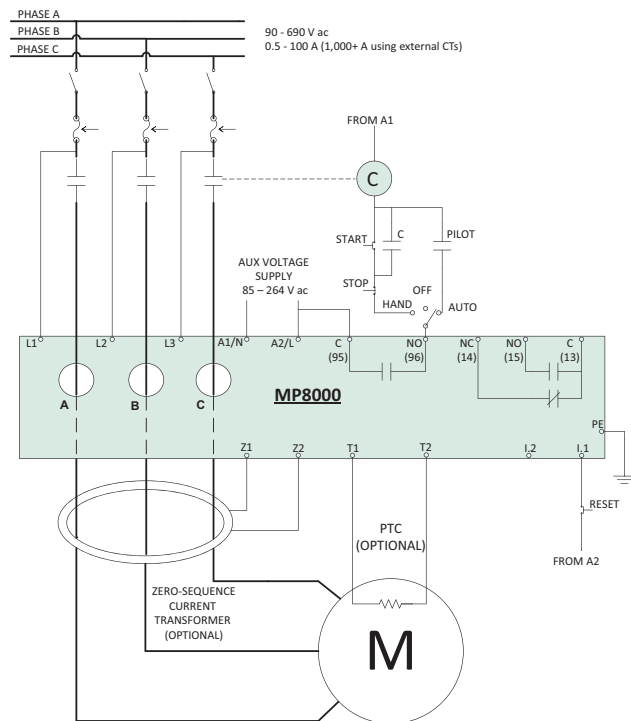 PHASE A
PHASE B
PHASE C
90 - 690 V ac
0.5 - 100 A (1,000+ A using external CTs)
FROM A1
C
START
C
PILOT
STOP
OFF
HAND
AUTO
AUX VOLTAGE
SUPPLY
85 – 264 V ac
L1
L2
L3
A1/N
A2/L
C
(95)
NO
(96)
NC
(14)
NO
(15)
C
(13)
A
B
C
MP8000
PE
Z1
Z2
T1
T2
I.2
I.1
RESET
FROM A2
PTC
(OPTIONAL)
ZERO-SEQUENCE
CURRENT
TRANSFORMER
(OPTIONAL)
M